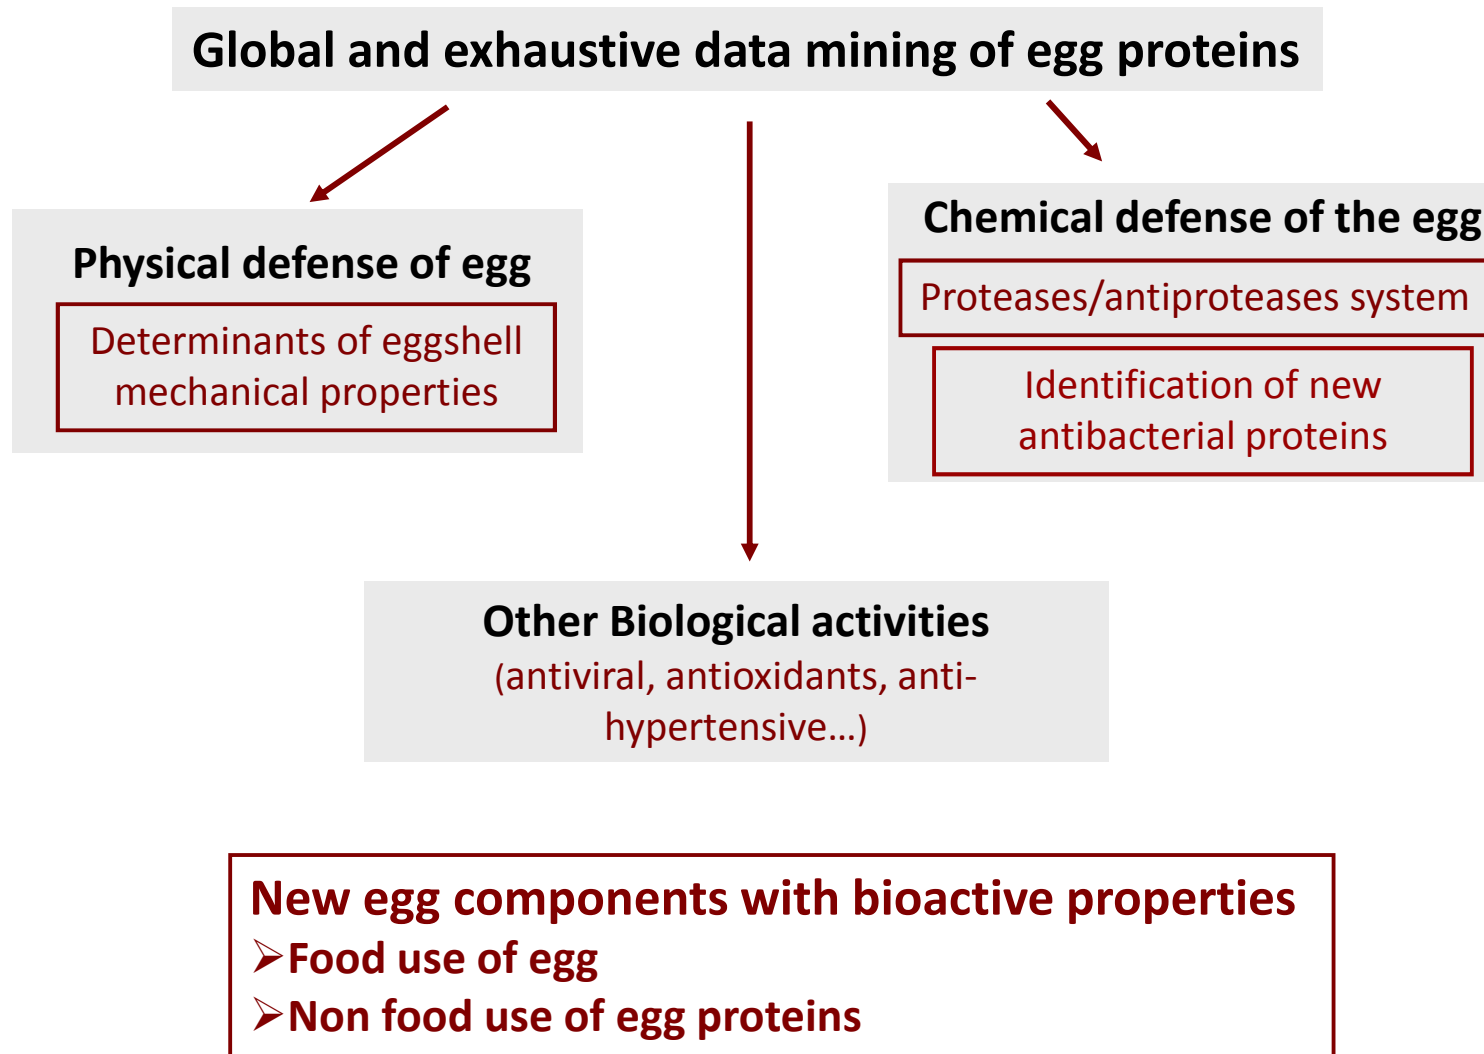 Global and exhaustive data mining of egg proteins
Physical defense of egg
Determinants of eggshell
mechanical properties
Chemical defense of the egg
Proteases/antiproteases system
Identification of new
antibacterial proteins
Other Biological activities
(antiviral, antioxidants, anti-
hypertensive…)
New egg components with bioactive properties
➢Food use of egg
➢Non food use of egg proteins